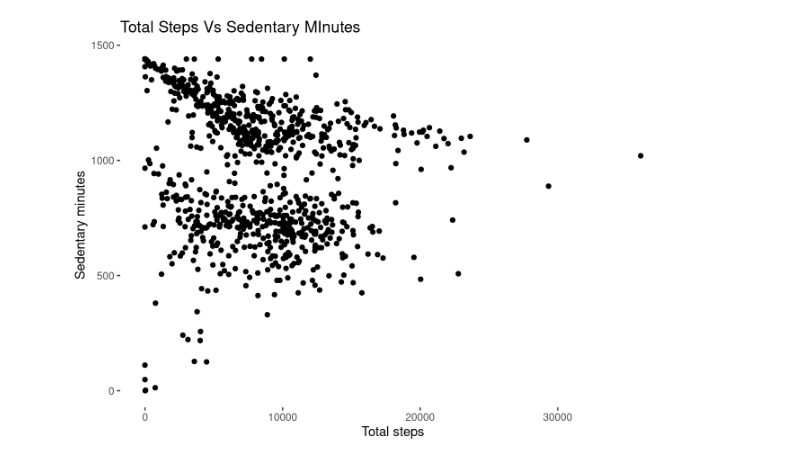 Total Steps Vs Sedentary MInutes
1500
1000
500
0
Sedentary minutes
0 10000 20000 30000
Total steps